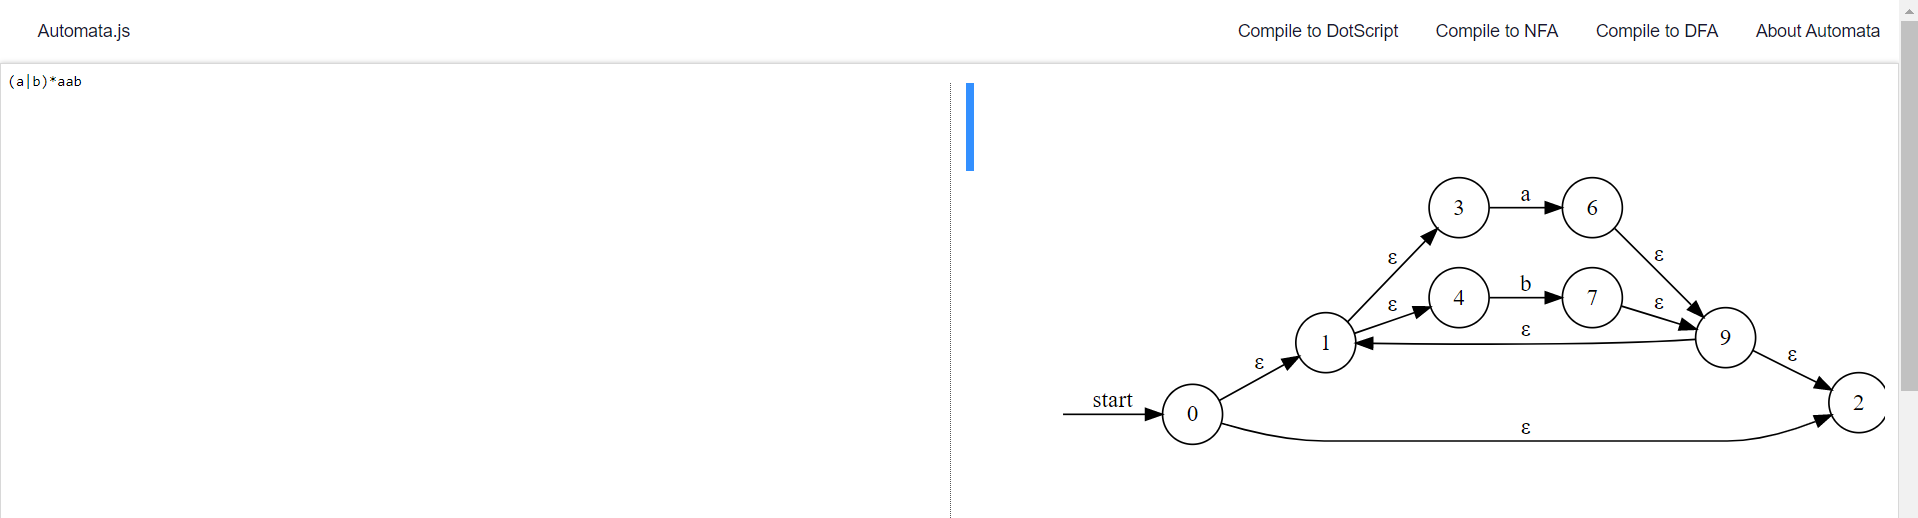 Automata.js Compile to DotScript Compile to NFA Compile to DFA About Automata
(a|b)*aab
3 a 6
ε ε
4 b 7
ε ε
1 ε 9
ε ε
start 0 2
ε